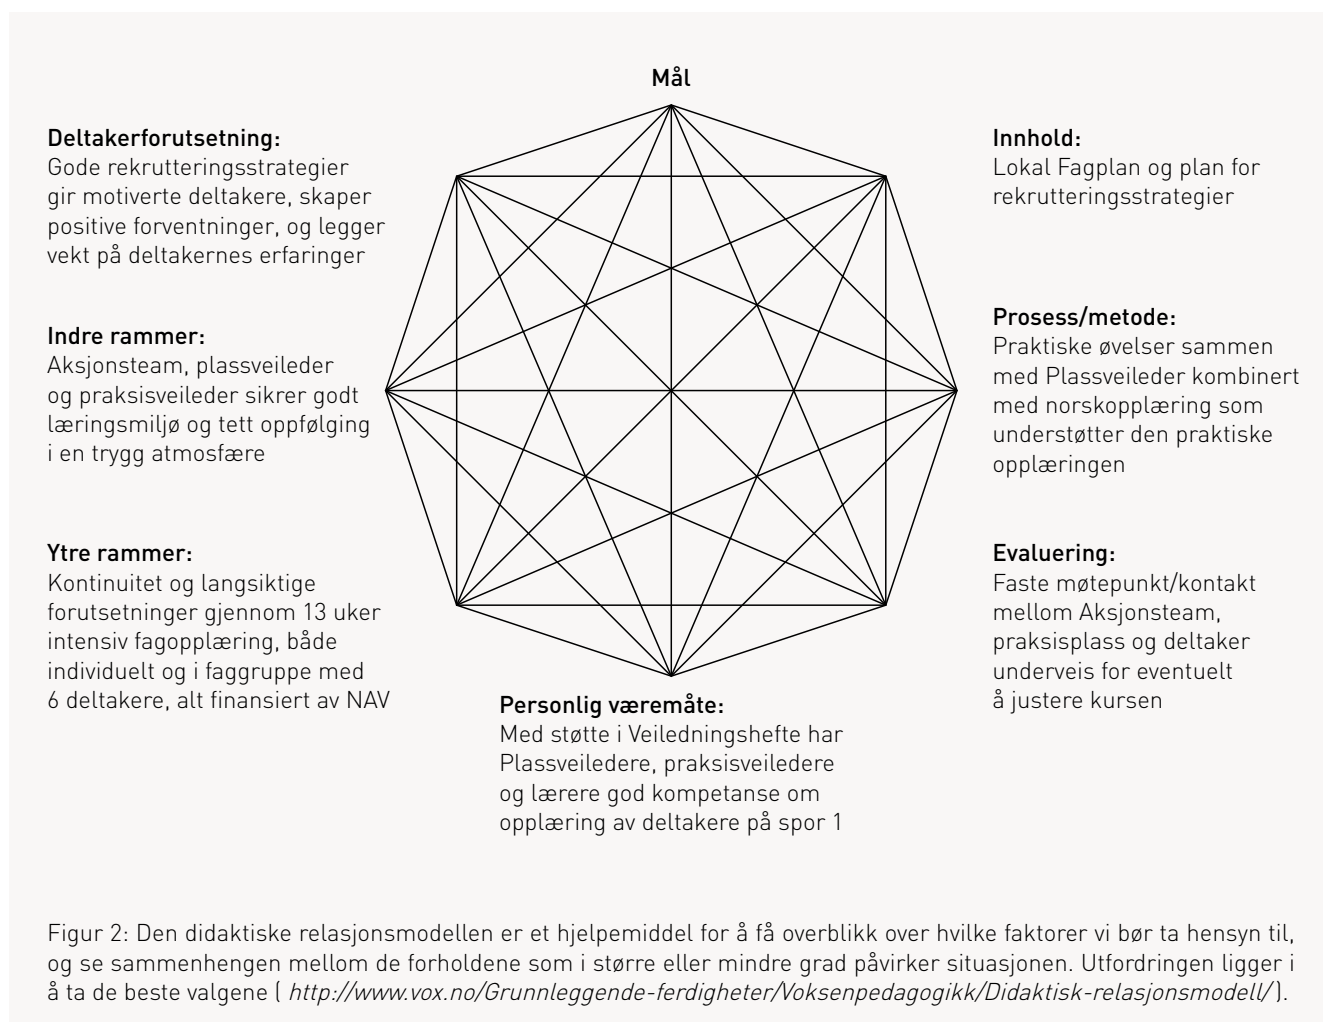 Mål
Deltakerforutsetning:
Gode rekrutteringsstrategier
gir motiverte deltakere, skaper
positive forventninger, og legger
vekt på deltakernes erfaringer
Indre rammer:
Aksjonsteam, plassveileder
og praksisveileder sikrer godt
læringsmiljø og tett oppfølging
i en trygg atmosfære
Ytre rammer:
Kontinuitet og langsiktige
forutsetninger gjennom 13 uker
intensiv fagopplæring, både
individuelt og i faggruppe med
6 deltakere, alt finansiert av NAV
Innhold:
Lokal Fagplan og plan for
rekrutteringsstrategier
Prosess/metode:
Praktiske øvelser sammen
med Plassveileder kombinert
med norskopplæring som
understøtter den praktiske
opplæringen
Evaluering:
Faste møtepunkt/kontakt
mellom Aksjonsteam,
praksisplass og deltaker
underveis for eventuelt
å justere kursen
Personlig væremåte:
Med støtte i Veiledningshefte har
Plassveiledere, praksisveiledere
og lærere god kompetanse om
opplæring av deltakere på spor 1
Figur 2: Den didaktiske relasjonsmodellen er et hjelpemiddel for å få overblikk over hvilke faktorer vi bør ta hensyn til,
og se sammenhengen mellom de forholdene som i større eller mindre grad påvirker situasjonen. Utfordringen ligger i
å ta de beste valgene ( http://www.vox.no/Grunnleggende-ferdigheter/Voksenpedagogikk/Didaktisk-relasjonsmodell/ ).